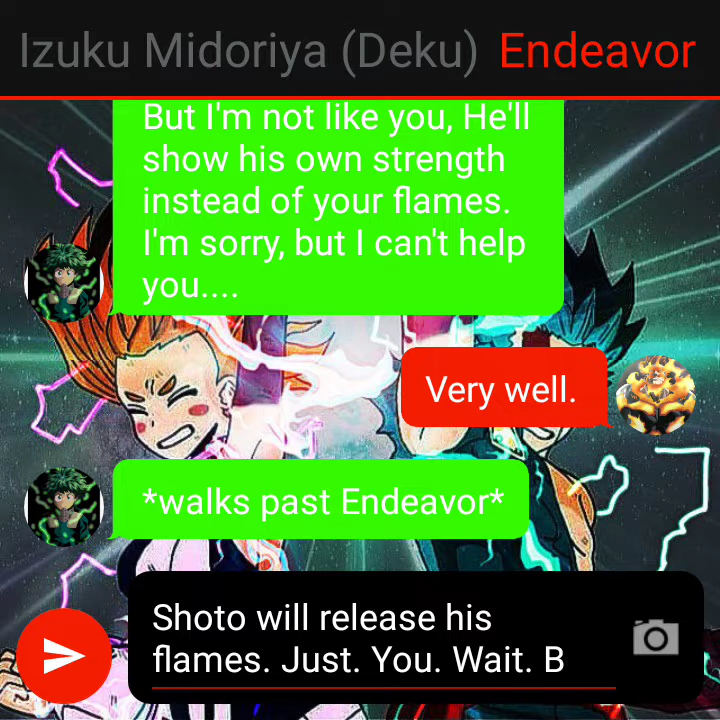 Izuku Midoriya (Deku) Endeavor
But I'm not like you, He'll
show his own strength
instead of your flames.
I'm sorry, but I can't help
you....
Very well.
*walks past Endeavor*
Shoto will release his
flames. Just. You. Wait. B